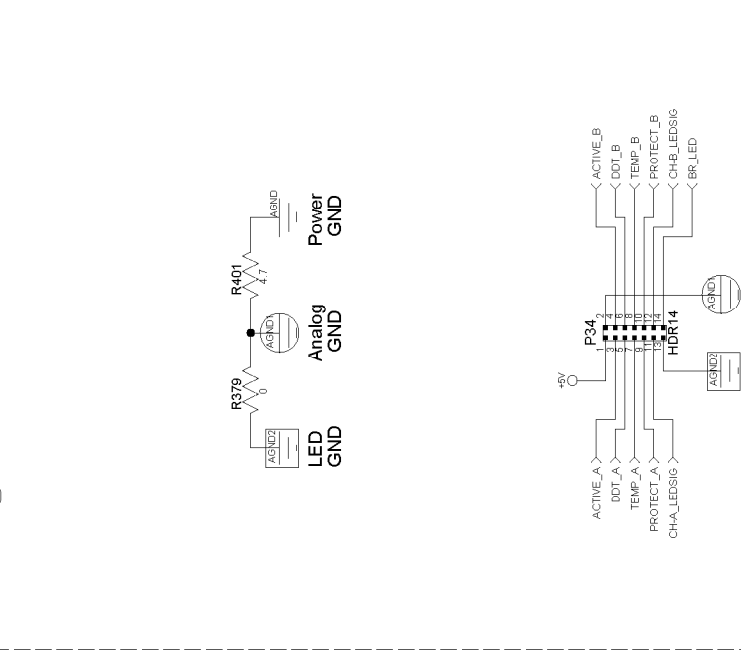 AGND
Power
GND
R401
4.7
AGND1
Analog
GND
R379
0
AGND2
LED
GND
ACTIVE_B
DDT_B
TEMP_B
PROTECT_B
CH-B_LEDSIG
BR_LED
AGND1
P34
2
4
6
8
10
12
14
1
3
5
7
9
11
13
HDR14
+5V
AGND2
ACTIVE_A
DDT_A
TEMP_A
PROTECT_A
CH-A_LEDSIG